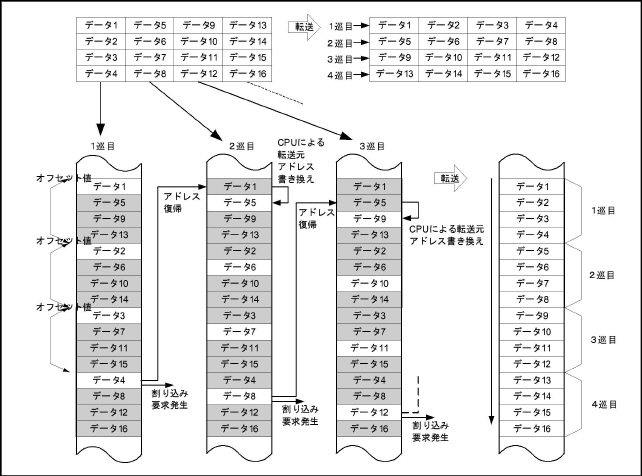 データ1 データ5 データ9 データ13
データ2 データ6 データ10 データ14
データ3 データ7 データ11 データ15
データ4 データ8 データ12 データ16
転送
1巡目 データ1 データ2 データ3 データ4
2巡目 データ5 データ6 データ7 データ8
3巡目 データ9 データ10 データ11 データ12
4巡目 データ13 データ14 データ15 データ16
1巡目
オフセット値
データ1
データ5
データ9
データ13
オフセット値
データ2
データ6
データ10
データ14
オフセット値
データ3
データ7
データ11
データ15
データ4
データ8
データ12
データ16
アドレス
復帰
割り込み
要求発生
2巡目
データ1
データ5
データ9
データ13
データ2
データ6
データ10
データ14
データ3
データ7
データ11
データ15
データ4
データ8
データ12
データ16
CPUによる
転送元
アドレス
書き換え
アドレス
復帰
割り込み
要求発生
3巡目
データ1
データ5
データ9
データ13
データ2
データ6
データ10
データ14
データ3
データ7
データ11
データ15
データ4
データ8
データ12
データ16
CPUによる転送元
アドレス書き換え
割り込み
要求発生
転送
データ1
データ2
データ3
データ4
データ5
データ6
データ7
データ8
データ9
データ10
データ11
データ12
データ13
データ14
データ15
データ16
1巡目
2巡目
3巡目
4巡目